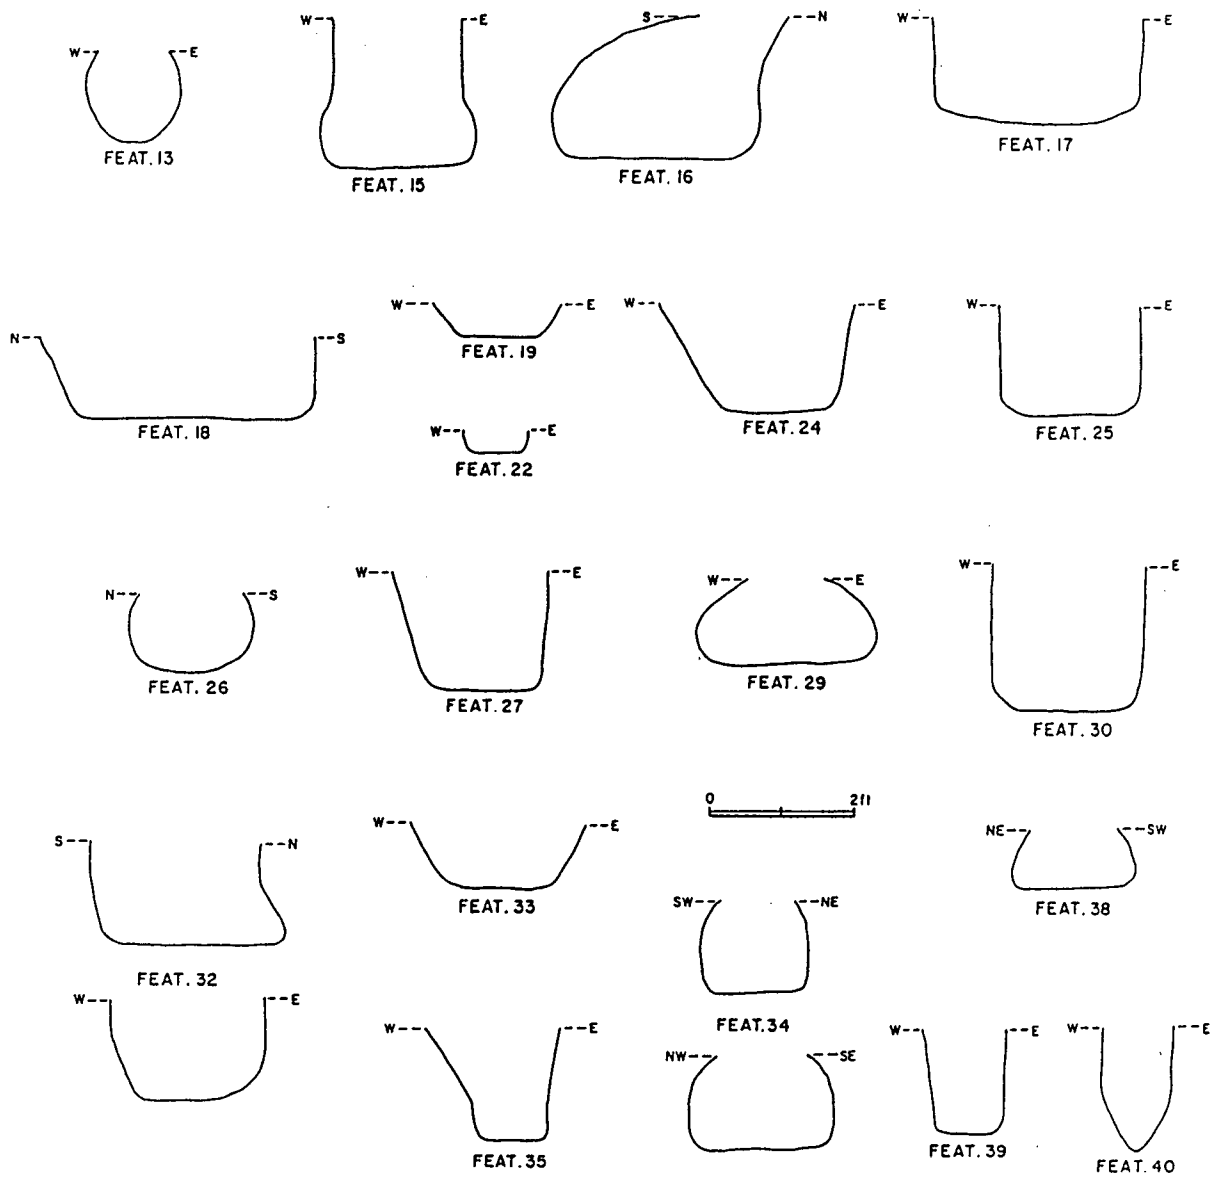 W-- --E
FEAT. 13
W-- --E
FEAT. 15
S-- --N
FEAT. 16
W-- --E
FEAT. 17
N-- --S
FEAT. 18
W-- --E
FEAT. 19
W-- --E
FEAT. 22
W-- --E
FEAT. 24
W-- --E
FEAT. 25
N-- --S
FEAT. 26
W-- --E
FEAT. 27
W-- --E
FEAT. 29
W-- --E
FEAT. 30
0 2ft
S-- --N
FEAT. 32
W-- --E
W-- --E
FEAT. 33
SW-- --NE
FEAT. 34
NW-- --SE
NE-- --SW
FEAT. 38
W-- --E
FEAT. 35
W-- --E
FEAT. 39
W-- --E
FEAT. 40